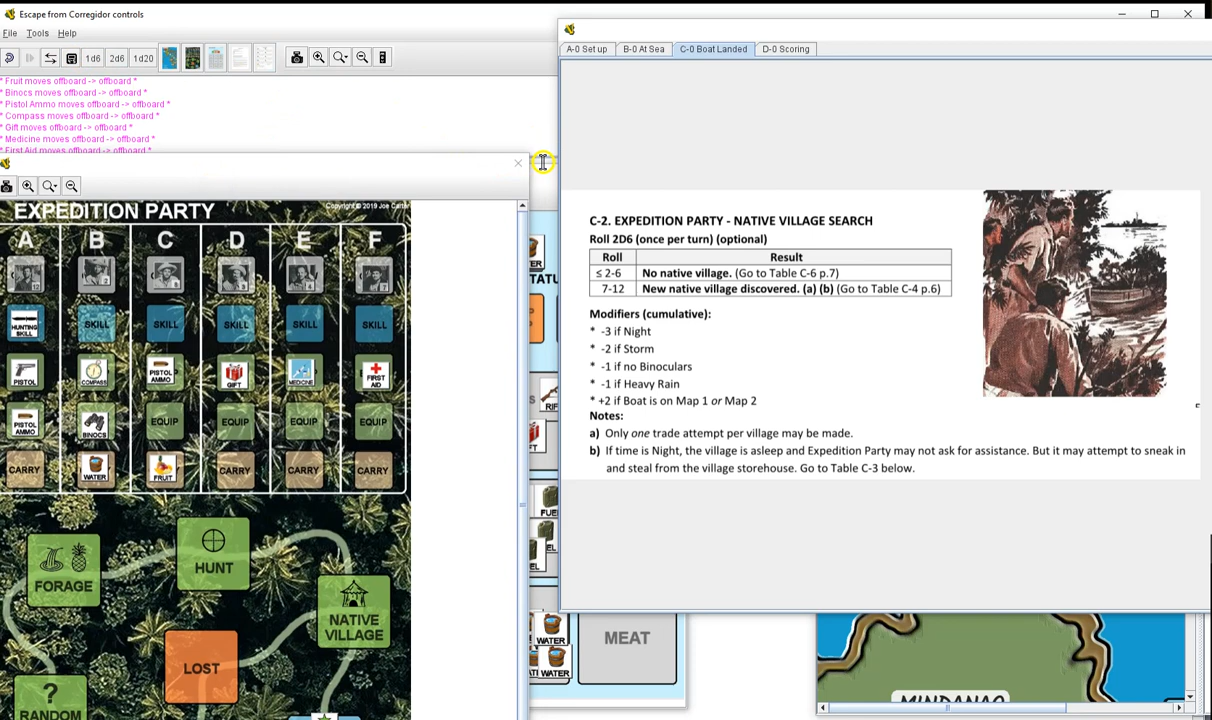 Escape from Corregidor controls
File Tools Help
1d6 2d6 1d20
* Fruit moves offboard -> offboard *
* Binocs moves offboard -> offboard *
* Pistol Ammo moves offboard -> offboard *
* Compass moves offboard -> offboard *
* Gift moves offboard -> offboard *
* Medicine moves offboard -> offboard *
* First Aid moves offboard -> offboard *
EXPEDITION PARTY
A B C D E F
HUNTING SKILL SKILL SKILL SKILL SKILL SKILL
PISTOL COMPASS PISTOL AMMO GIFT MEDICINE FIRST AID
PISTOL AMMO BINOCS EQUIP EQUIP EQUIP EQUIP
CARRY WATER FRUIT CARRY CARRY CARRY
FORAGE
HUNT
NATIVE VILLAGE
LOST
?
RANDOM
WATER
WATER
MEAT
A-0 Set up B-0 At Sea C-0 Boat Landed D-0 Scoring
C-2. EXPEDITION PARTY - NATIVE VILLAGE SEARCH
Roll 2D6 (once per turn) (optional)
Roll Result
≤ 2-6 No native village. (Go to Table C-6 p.7)
7-12 New native village discovered. (a) (b) (Go to Table C-4 p.6)
Modifiers (cumulative):
* -3 if Night
* -2 if Storm
* -1 if no Binoculars
* -1 if Heavy Rain
* +2 if Boat is on Map 1 or Map 2
Notes:
a) Only one trade attempt per village may be made.
b) If time is Night, the village is asleep and Expedition Party may not ask for assistance. But it may attempt to sneak in
and steal from the village storehouse. Go to Table C-3 below.
MINDANAO